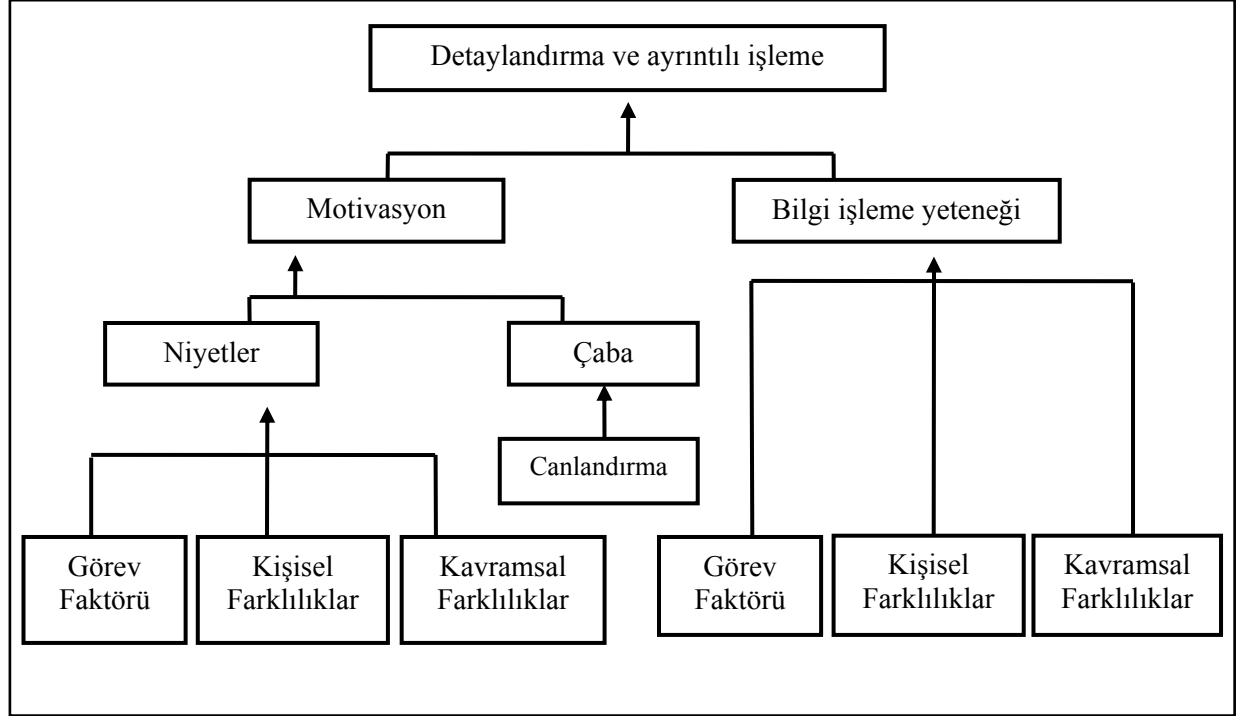 Detaylandırma ve ayrıntılı işleme
Motivasyon
Bilgi işleme yeteneği
Niyetler
Çaba
Canlandırma
Görev
Faktörü
Kişisel
Farklılıklar
Kavramsal
Farklılıklar
Görev
Faktörü
Kişisel
Farklılıklar
Kavramsal
Farklılıklar